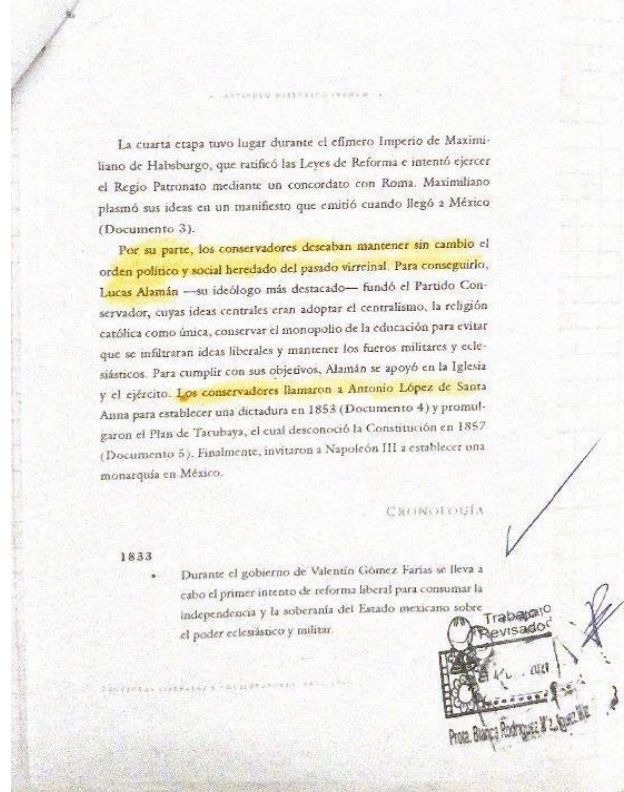 La cuarta etapa tuvo lugar durante el efímero Imperio de Maximi-
liano de Habsburgo, que ratificó las Leyes de Reforma e intentó ejercer
el Regio Patronato mediante un concordato con Roma. Maximiliano
plasmó sus ideas en un manifiesto que emitió cuando llegó a México
(Documento 3).
Por su parte, los conservadores deseaban mantener sin cambio el
orden político y social heredado del pasado virreinal. Para conseguirlo,
Lucas Alamán —su ideólogo más destacado— fundó el Partido Con-
servador, cuyas ideas centrales eran adoptar el centralismo, la religión
católica como única, conservar el monopolio de la educación para evitar
que se infiltraran ideas liberales y mantener los fueros militares y ecle-
siásticos. Para cumplir con sus objetivos, Alamán se apoyó en la Iglesia
y el ejército. Los conservadores llamaron a Antonio López de Santa
Anna para establecer una dictadura en 1853 (Documento 4) y promul-
garon el Plan de Tacubaya, el cual desconoció la Constitución en 1857
(Documento 5). Finalmente, invitaron a Napoleón III a establecer una
monarquía en México.
CRONOLOGÍA
1833
• Durante el gobierno de Valentín Gómez Farías se lleva a
cabo el primer intento de reforma liberal para consumar la
independencia y la soberanía del Estado mexicano sobre
el poder eclesiástico y militar.
Trabajo
Revisado
Profa. Blanca Rodríguez